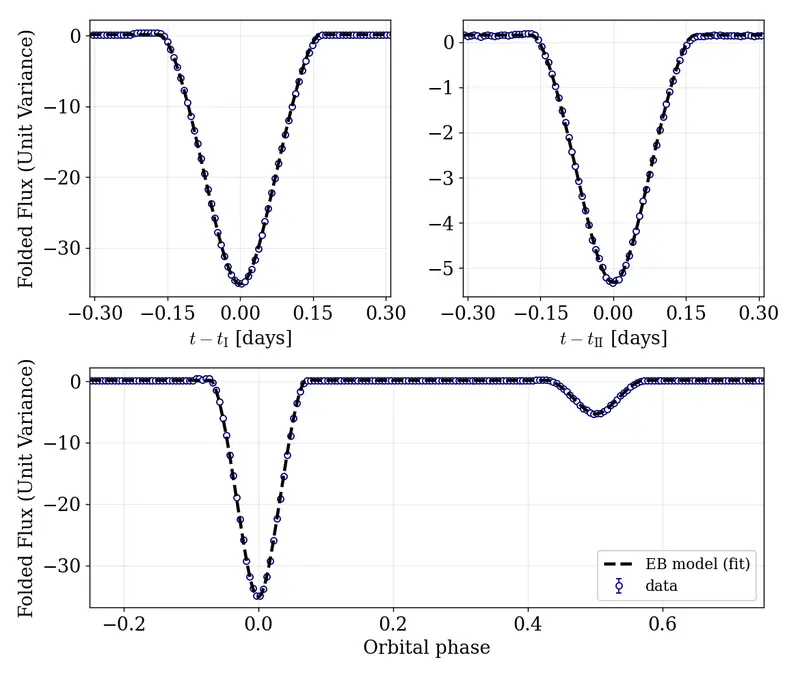 Folded Flux (Unit Variance)
0
−10
−20
−30
−0.30 −0.15 0.00 0.15 0.30
t − t_I [days]
0
−1
−2
−3
−4
−5
−0.30 −0.15 0.00 0.15 0.30
t − t_II [days]
Folded Flux (Unit Variance)
0
−10
−20
−30
−0.2 0.0 0.2 0.4 0.6
Orbital phase
EB model (fit)
data